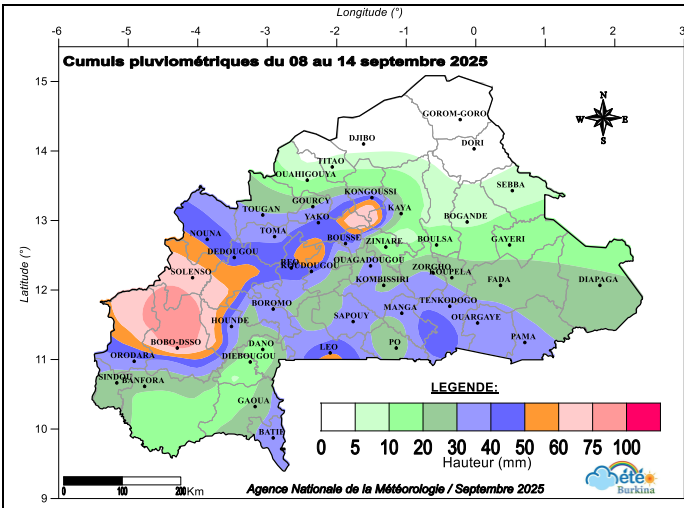 Longitude (°)
-6 -5 -4 -3 -2 -1 0 1 2 3
Cumuls pluviométriques du 08 au 14 septembre 2025
15
N
W E
S
GOROM-GORO
DJIBO
DORI
14
TITAO
OUAHIGOUYA
SEBBA
KONGOUSSI
GOURCY
KAYA
TOUGAN
BOGANDE
YAKO
13
TOMA
NOUNA
BOUSSE
ZINIARE
BOULSA
GAYERI
DEDOUGOU
REO
OUAGADOUGOU
KOUDOUGOU
ZORGHO
KOUPELA
SOLENSO
KOMBISSIRI
FADA
DIAPAGA
12
Latitude (°)
TENKODOGO
BOROMO
MANGA
HOUNDE
SAPOUY
OUARGAYE
BOBO-DSSO
DANO
LEO
PO
PAMA
ORODARA
DIEBOUGOU
11
SINDOU
BANFORA
LEGENDE:
GAOUA
10
BATIE
0 5 10 20 30 40 50 60 75 100
Hauteur (mm)
0 100 200 Km
Agence Nationale de la Météorologie / Septembre 2025
Météo
Burkina
9